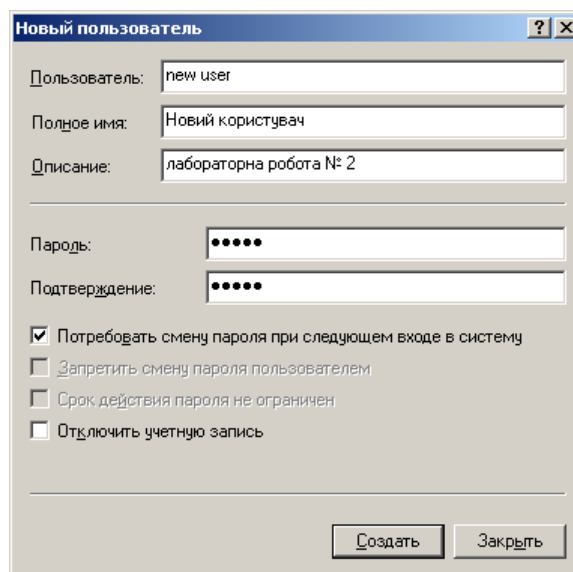 Новый пользователь
Пользователь: new user
Полное имя: Новий користувач
Описание: лабораторна робота № 2
Пароль: •••••
Подтверждение: •••••
Потребовать смену пароля при следующем входе в систему
Запретить смену пароля пользователем
Срок действия пароля не ограничен
Отключить учетную запись
Создать Закрыть